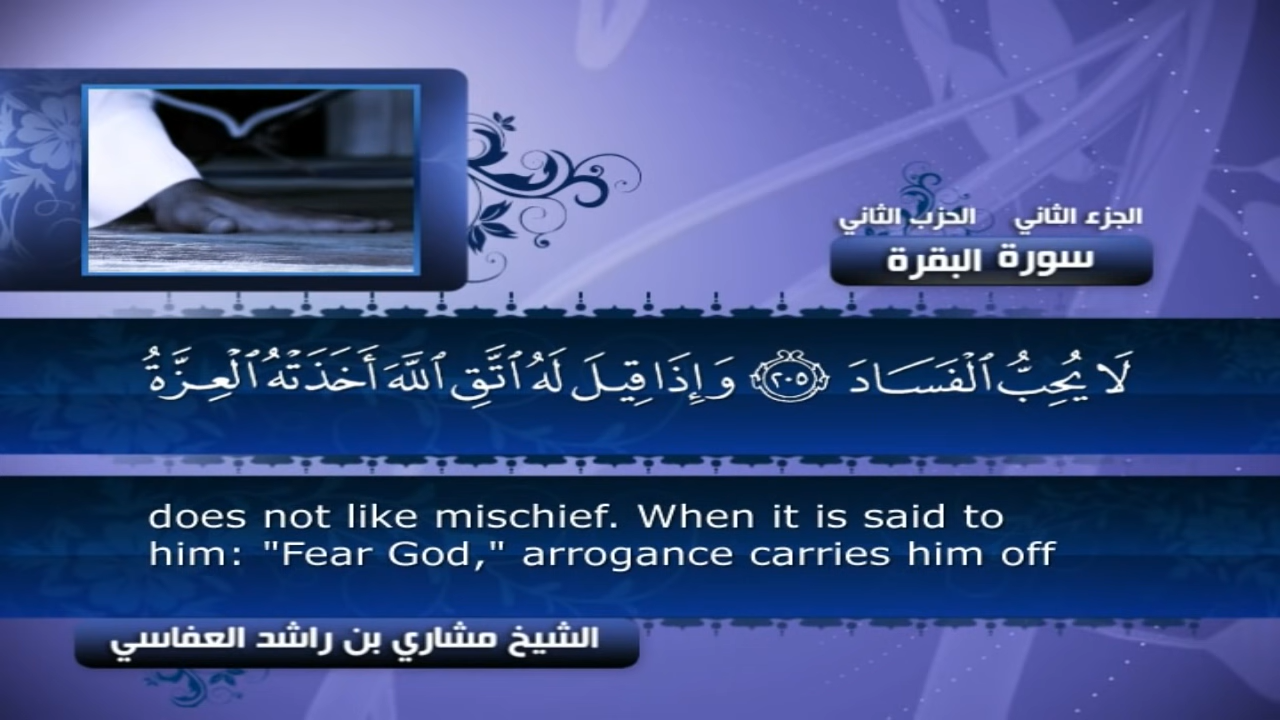 الجزء الثاني الحزب الثاني
سورة البقرة
لَا يُحِبُّ ٱلْفَسَادَ ٢٠٥ وَإِذَا قِيلَ لَهُ ٱتَّقِ ٱللَّهَ أَخَذَتْهُ ٱلْعِزَّةُ
does not like mischief. When it is said to
him: "Fear God," arrogance carries him off
الشيخ مشاري بن راشد العفاسي